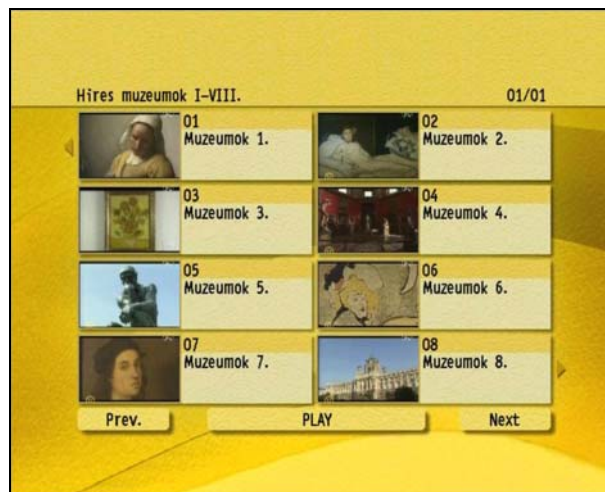 Hires muzeumok I-VIII. 01/01
01
Muzeumok 1.
02
Muzeumok 2.
03
Muzeumok 3.
04
Muzeumok 4.
05
Muzeumok 5.
06
Muzeumok 6.
07
Muzeumok 7.
08
Muzeumok 8.
Prev. PLAY Next